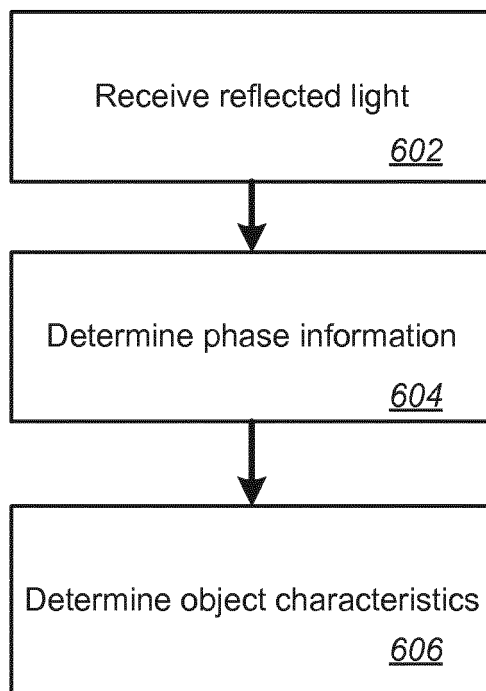 Receive reflected light
602
Determine phase information
604
Determine object characteristics
606